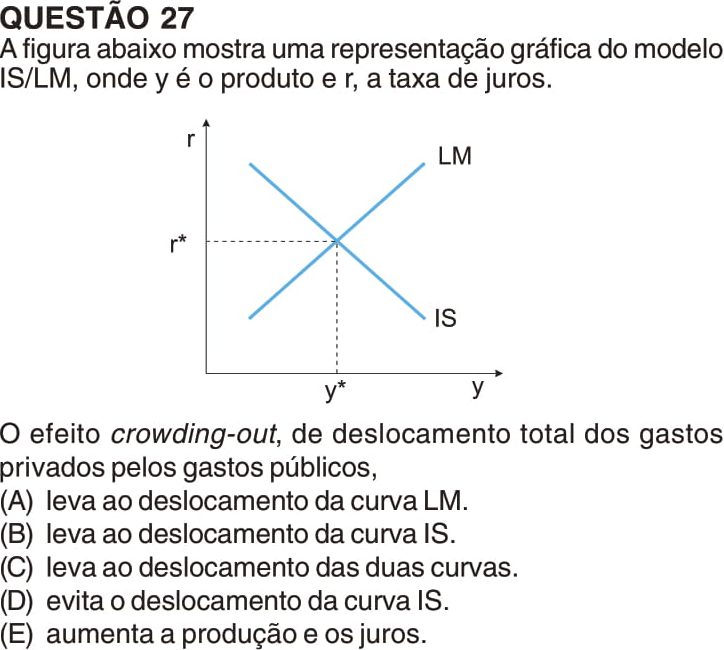 QUESTÃO 27
A figura abaixo mostra uma representação gráfica do modelo
IS/LM, onde y é o produto e r, a taxa de juros.
r
LM
r*
IS
y*
y
O efeito crowding-out, de deslocamento total dos gastos
privados pelos gastos públicos,
(A) leva ao deslocamento da curva LM.
(B) leva ao deslocamento da curva IS.
(C) leva ao deslocamento das duas curvas.
(D) evita o deslocamento da curva IS.
(E) aumenta a produção e os juros.